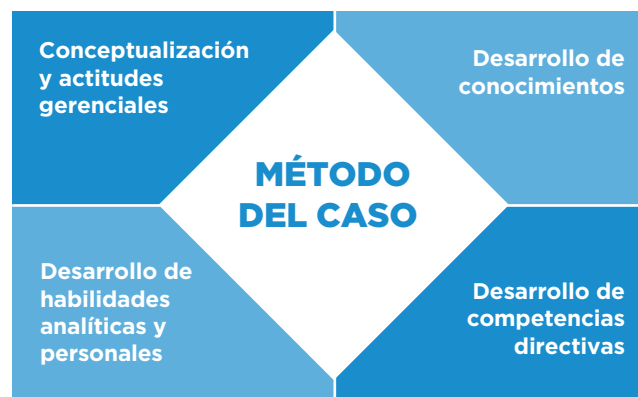 Conceptualización
y actitudes
gerenciales
Desarrollo de
conocimientos
MÉTODO
DEL CASO
Desarrollo de
habilidades
analíticas y
personales
Desarrollo de
competencias
directivas